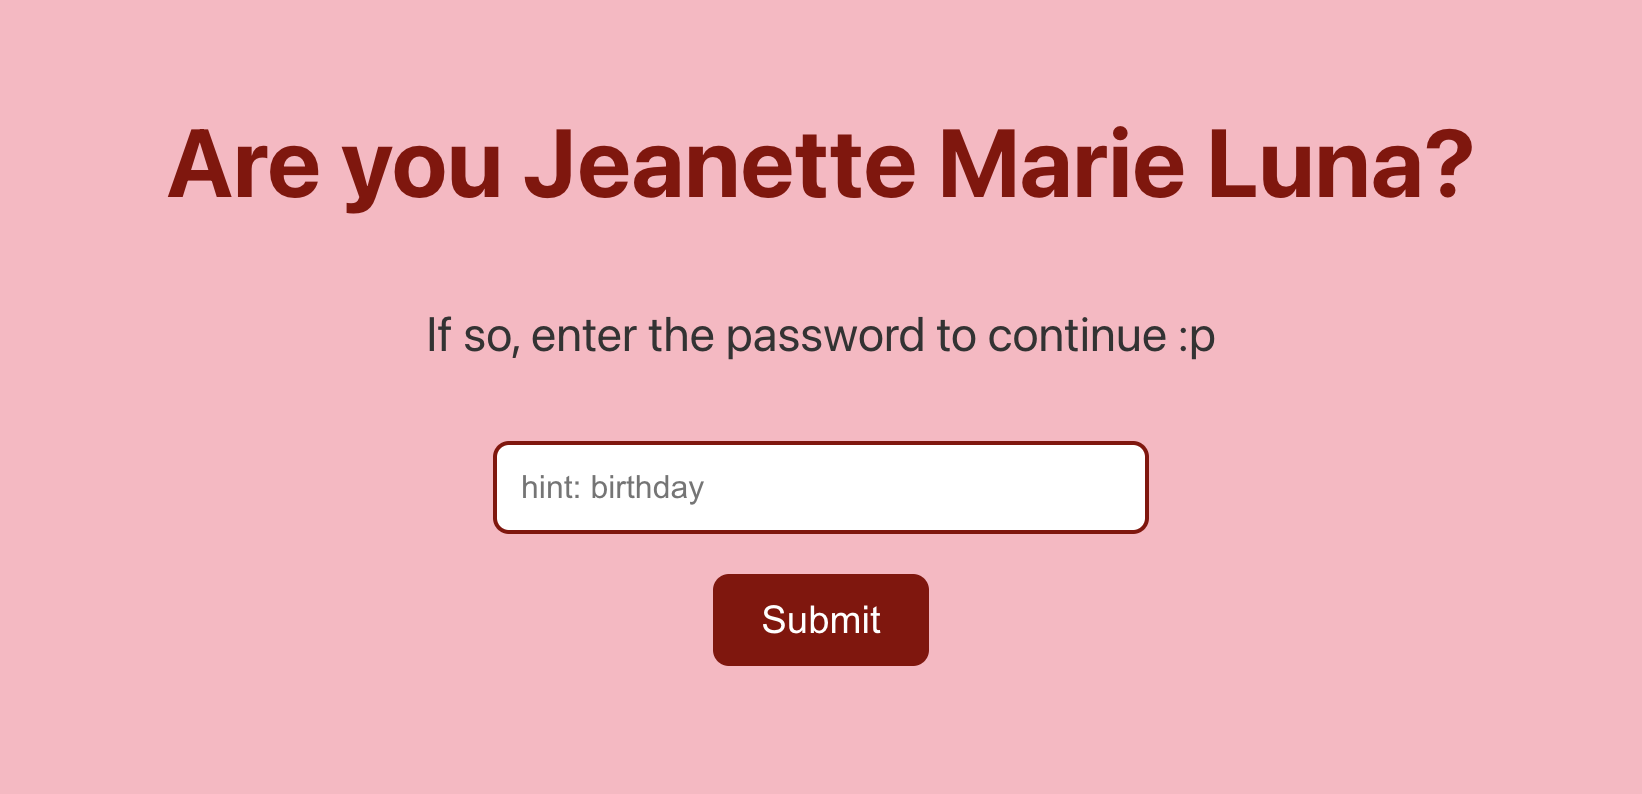 Are you Jeanette Marie Luna?
If so, enter the password to continue :p
hint: birthday
Submit